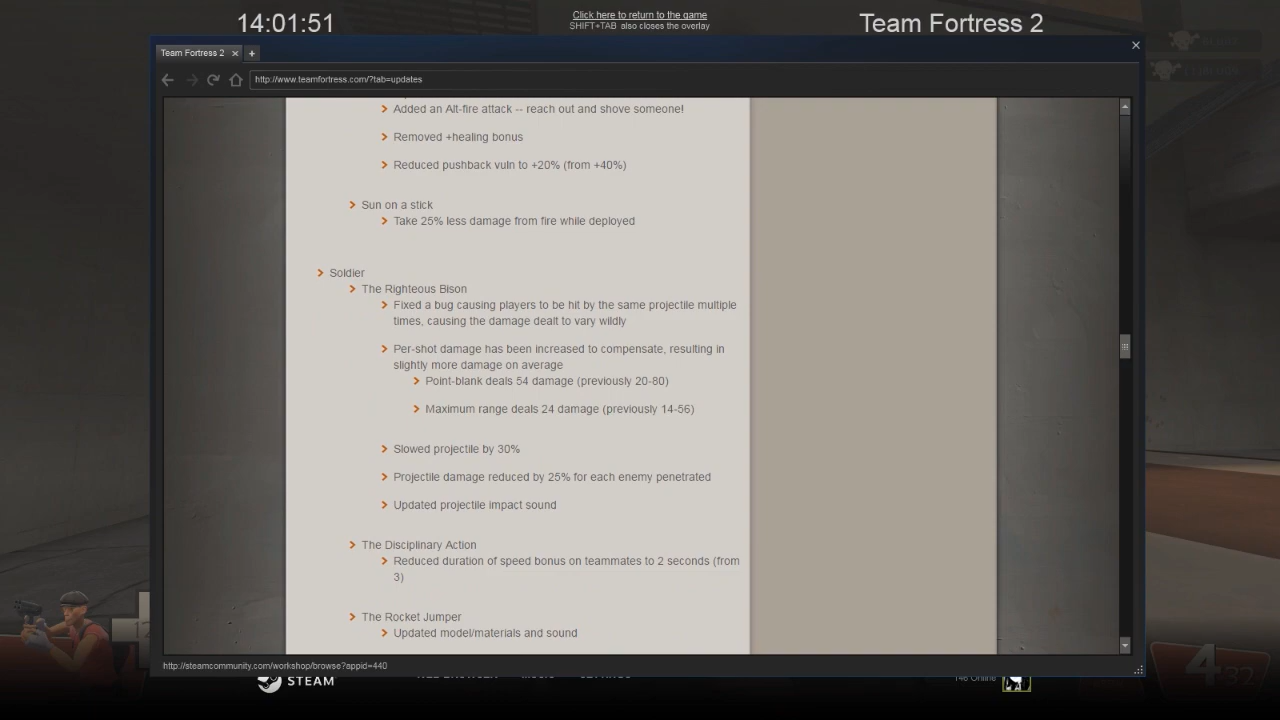 14:01:51
Click here to return to the game
SHIFT+TAB also closes the overlay
Team Fortress 2
Team Fortress 2
http://www.teamfortress.com/?tab=updates
Added an Alt-fire attack -- reach out and shove someone!
Removed +healing bonus
Reduced pushback vuln to +20% (from +40%)
Sun on a stick
Take 25% less damage from fire while deployed
Soldier
The Righteous Bison
Fixed a bug causing players to be hit by the same projectile multiple
times, causing the damage dealt to vary wildly
Per-shot damage has been increased to compensate, resulting in
slightly more damage on average
Point-blank deals 54 damage (previously 20-80)
Maximum range deals 24 damage (previously 14-56)
Slowed projectile by 30%
Projectile damage reduced by 25% for each enemy penetrated
Updated projectile impact sound
The Disciplinary Action
Reduced duration of speed bonus on teammates to 2 seconds (from
3)
The Rocket Jumper
Updated model/materials and sound
http://steamcommunity.com/workshop/browse?appid=440
STEAM
4 32